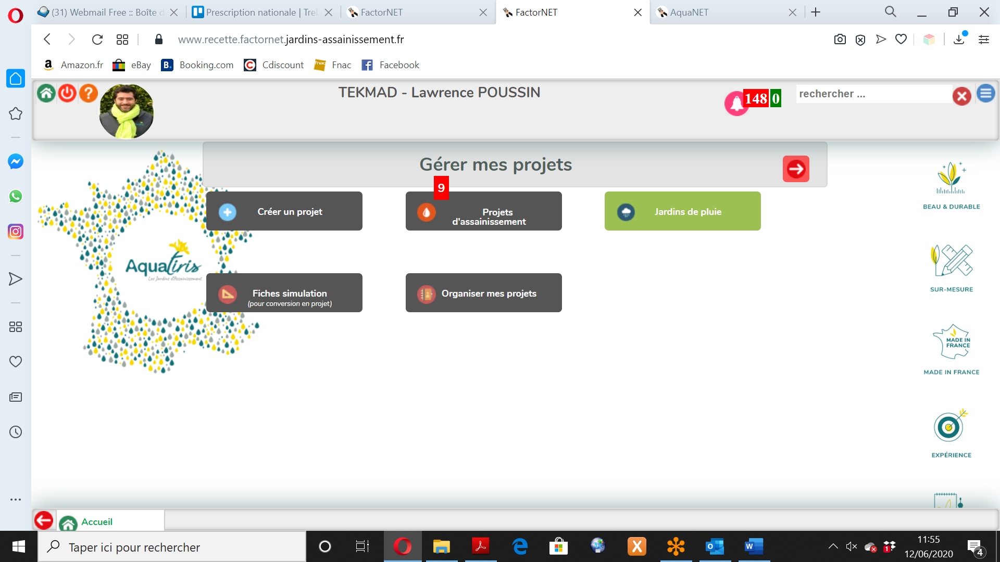 (31) Webmail Free :: Boîte d
Prescription nationale | Trel
FactorNET
FactorNET
AquaNET
www.recette.factornet.jardins-assainissement.fr
Amazon.fr
eBay
B. Booking.com
Cdiscount
fnac Fnac
Facebook
TEKMAD - Lawrence POUSSIN
148 0
rechercher ...
Gérer mes projets
9
Créer un projet
Projets
d'assainissement
Jardins de pluie
Fiches simulation
(pour conversion en projet)
Organiser mes projets
Aquatiris
Les Jardins d'Assainissement
BEAU & DURABLE
SUR-MESURE
MADE IN
FRANCE
MADE IN FRANCE
EXPÉRIENCE
Accueil
Taper ici pour rechercher
1
11:55
12/06/2020
4